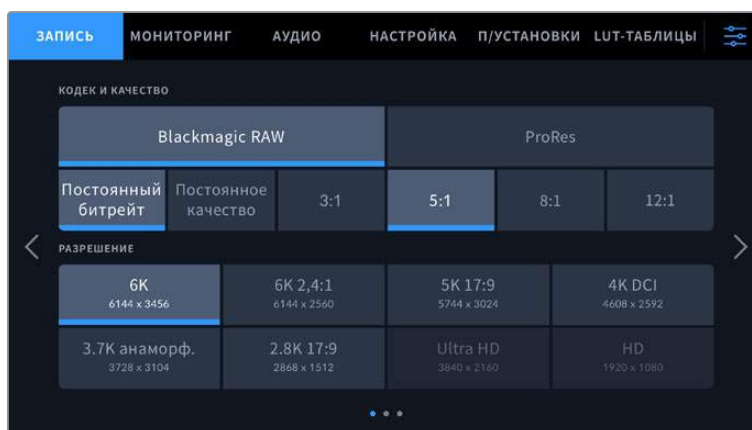 ЗАПИСЬ МОНИТОРИНГ АУДИО НАСТРОЙКА П/УСТАНОВКИ LUT-ТАБЛИЦЫ
КОДЕК И КАЧЕСТВО
Blackmagic RAW ProRes
Постоянный битрейт Постоянное качество 3:1 5:1 8:1 12:1
РАЗРЕШЕНИЕ
6K 6K 2,4:1 5K 17:9 4K DCI
6144 x 3456 6144 x 2560 5744 x 3024 4608 x 2592
3.7K анаморф. 2.8K 17:9 Ultra HD HD
3728 x 3104 2868 x 1512 3840 x 2160 1920 x 1080